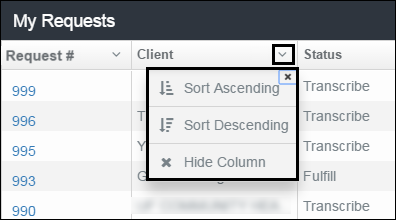 My Requests
Request # Client Status
999 Transcribe
Sort Ascending
996 T Transcribe
Sort Descending
995 Y Transcribe
Hide Column
993 G Fulfill
990 Transcribe